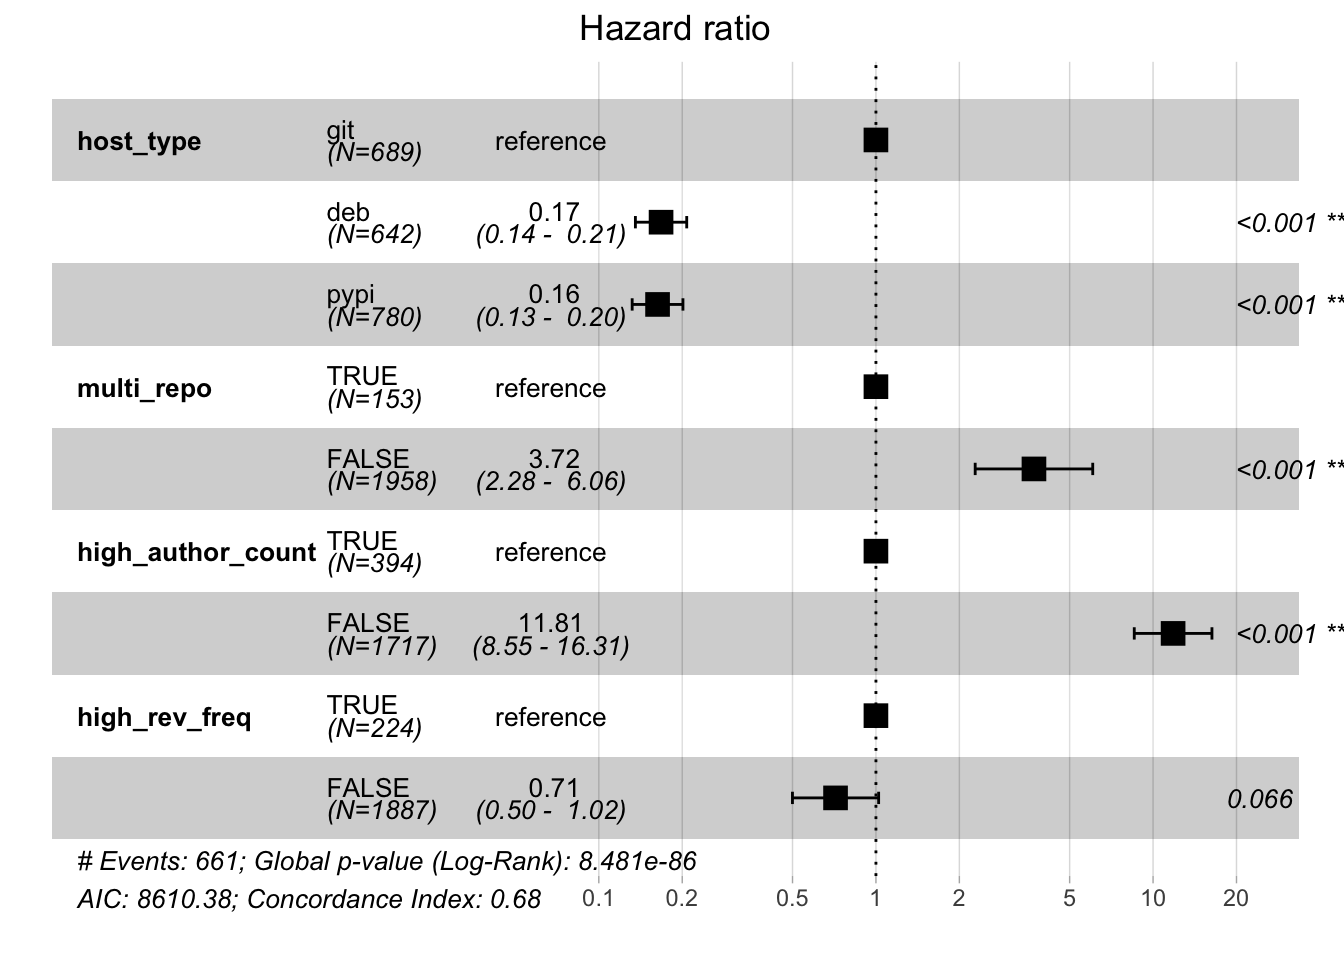 Hazard ratio
host_type git (N=689) reference
deb (N=642) 0.17 (0.14 - 0.21) <0.001 **
pypi (N=780) 0.16 (0.13 - 0.20) <0.001 **
multi_repo TRUE (N=153) reference
FALSE (N=1958) 3.72 (2.28 - 6.06) <0.001 **
high_author_count TRUE (N=394) reference
FALSE (N=1717) 11.81 (8.55 - 16.31) <0.001 **
high_rev_freq TRUE (N=224) reference
FALSE (N=1887) 0.71 (0.50 - 1.02) 0.066
# Events: 661; Global p-value (Log-Rank): 8.481e-86
AIC: 8610.38; Concordance Index: 0.68
0.1 0.2 0.5 1 2 5 10 20